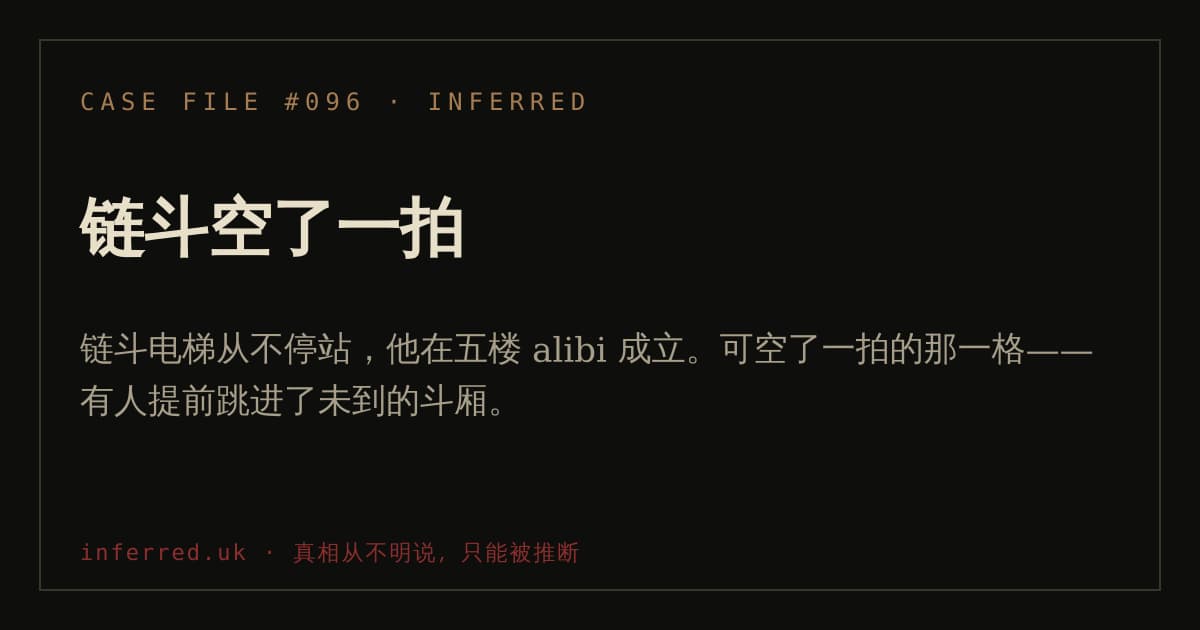 CASE FILE #096 · INFERRED
链斗空了一拍
链斗电梯从不停站，他在五楼 alibi 成立。可空了一拍的那一格——
有人提前跳进了未到的斗厢。
inferred.uk · 真相从不明说，只能被推断